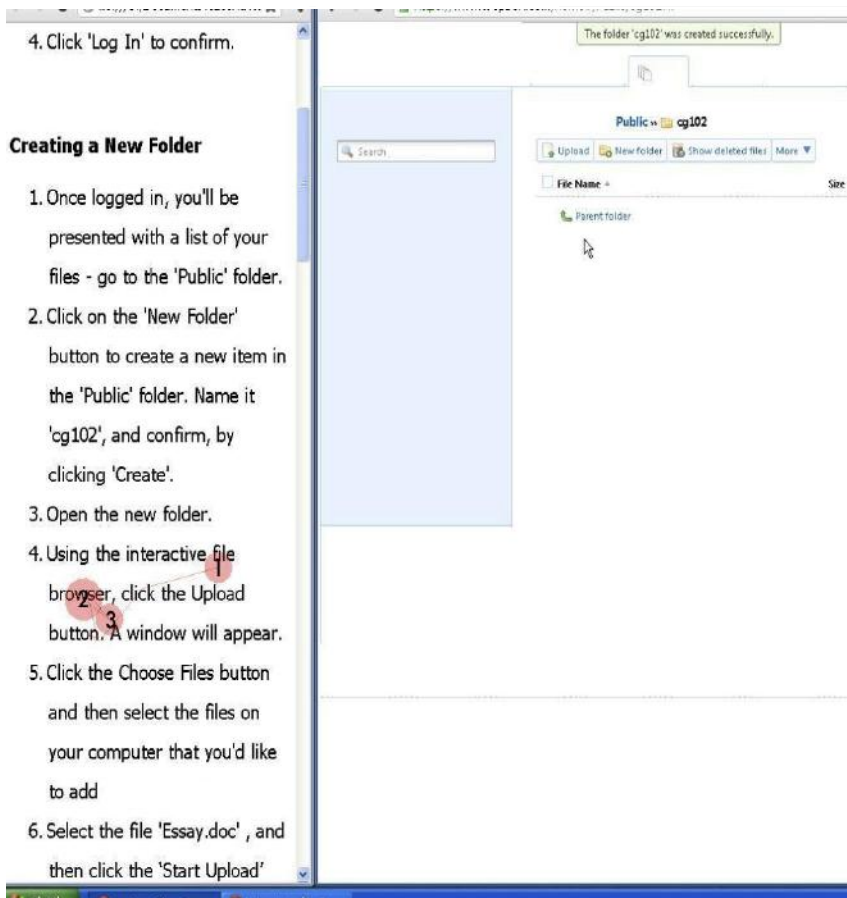 4. Click 'Log In' to confirm.
Creating a New Folder
1. Once logged in, you'll be
presented with a list of your
files - go to the 'Public' folder.
2. Click on the 'New Folder'
button to create a new item in
the 'Public' folder. Name it
'cg102', and confirm, by
clicking 'Create'.
3. Open the new folder.
4. Using the interactive file
1
browser, click the Upload
2
button. A window will appear.
3
5. Click the Choose Files button
and then select the files on
your computer that you'd like
to add
6. Select the file 'Essay.doc' , and
then click the 'Start Upload'
The folder 'cg102' was created successfully.
Search
Public » cg102
Upload New folder Show deleted files More ▼
File Name Size
Parent folder